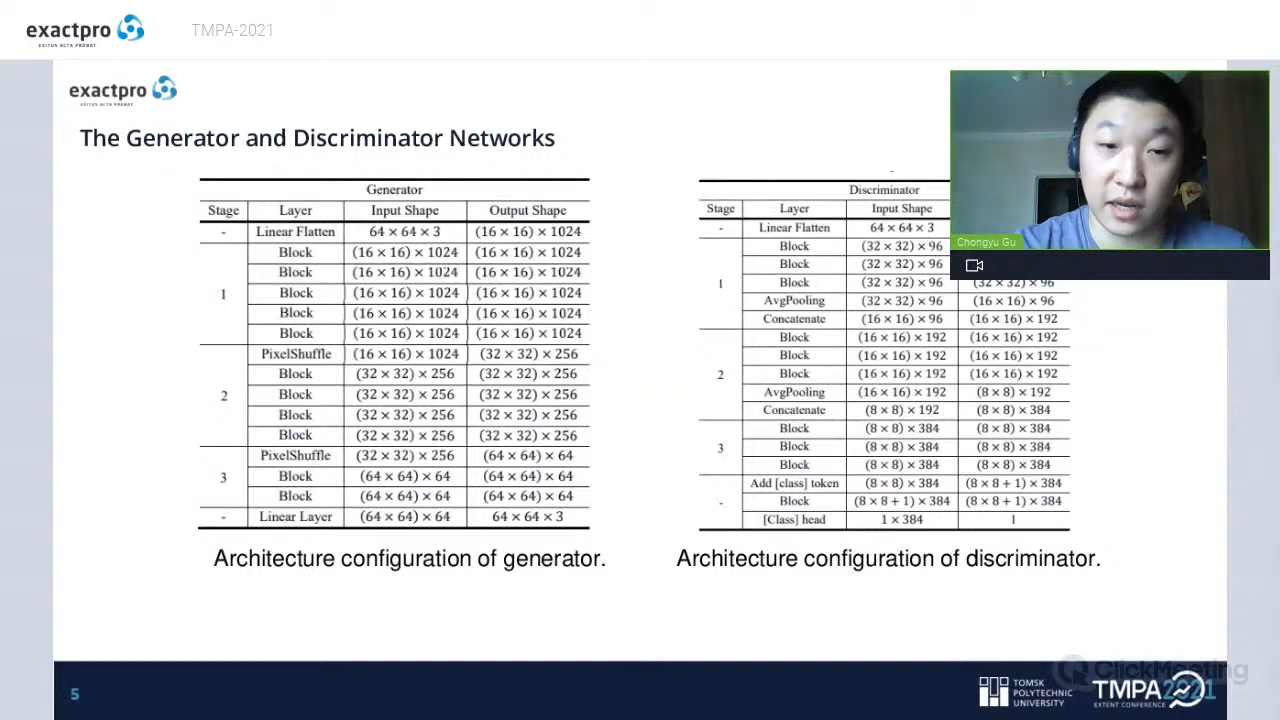 exactpro
EXITUS ACTA PROBAT
TMPA-2021
exactpro
EXITUS ACTA PROBAT
The Generator and Discriminator Networks
Generator
Stage Layer Input Shape Output Shape
- Linear Flatten 64 × 64 × 3 (16 × 16) × 1024
Block (16 × 16) × 1024 (16 × 16) × 1024
Block (16 × 16) × 1024 (16 × 16) × 1024
1 Block (16 × 16) × 1024 (16 × 16) × 1024
Block (16 × 16) × 1024 (16 × 16) × 1024
Block (16 × 16) × 1024 (16 × 16) × 1024
PixelShuffle (16 × 16) × 1024 (32 × 32) × 256
Block (32 × 32) × 256 (32 × 32) × 256
2 Block (32 × 32) × 256 (32 × 32) × 256
Block (32 × 32) × 256 (32 × 32) × 256
Block (32 × 32) × 256 (32 × 32) × 256
PixelShuffle (32 × 32) × 256 (64 × 64) × 64
3 Block (64 × 64) × 64 (64 × 64) × 64
Block (64 × 64) × 64 (64 × 64) × 64
- Linear Layer (64 × 64) × 64 64 × 64 × 3
Architecture configuration of generator.
Discriminator
Stage Layer Input Shape
- Linear Flatten 64 × 64 × 3
Block (32 × 32) × 96
Block (32 × 32) × 96
1 Block (32 × 32) × 96 (32 × 32) × 96
AvgPooling (32 × 32) × 96 (16 × 16) × 96
Concatenate (16 × 16) × 96 (16 × 16) × 192
Block (16 × 16) × 192 (16 × 16) × 192
Block (16 × 16) × 192 (16 × 16) × 192
2 Block (16 × 16) × 192 (16 × 16) × 192
AvgPooling (16 × 16) × 192 (8 × 8) × 192
Concatenate (8 × 8) × 192 (8 × 8) × 384
Block (8 × 8) × 384 (8 × 8) × 384
3 Block (8 × 8) × 384 (8 × 8) × 384
Block (8 × 8) × 384 (8 × 8) × 384
Add [class] token (8 × 8) × 384 (8 × 8 + 1) × 384
- Block (8 × 8 + 1) × 384 (8 × 8 + 1) × 384
[Class] head 1 × 384 1
Architecture configuration of discriminator.
Chongyu Gu
5
ClickMeeting
TOMSK
POLYTECHNIC
UNIVERSITY
TMPA 2021
EXTENT CONFERENCE